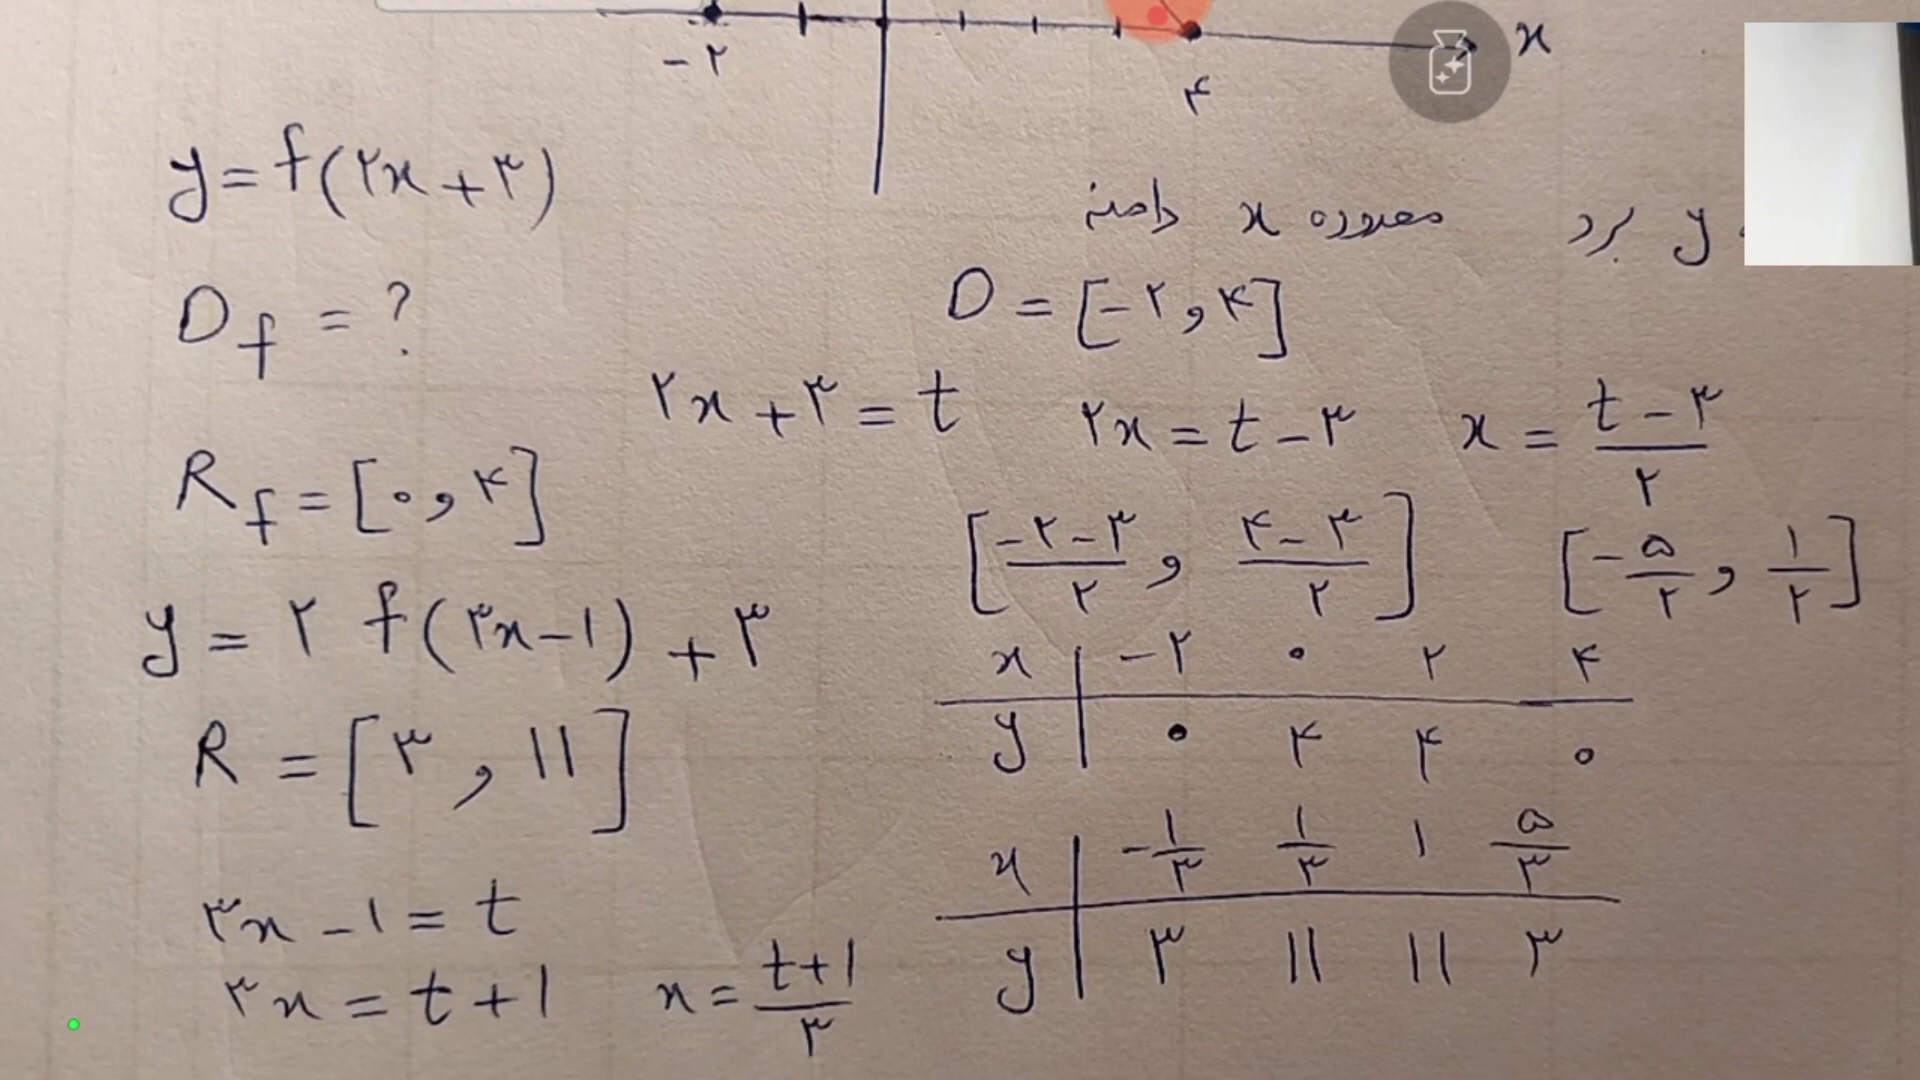 -۲ ۴ x
y = f(۲x + ۳)
دامنه x محوره y برد
D_f = ?
D = [-۲, ۴]
۲x + ۳ = t ۲x = t - ۳ x = (t - ۳)/۲
R_f = [۰, ۴]
[(-۲-۳)/۲, (۴-۳)/۲] [-۵/۲, ۱/۲]
y = ۲ f(۳x-۱) + ۳
x | -۲ ۰ ۲ ۴
y | ۰ ۴ ۴ ۰
R = [۳, ۱۱]
x | -۱/۳ ۱/۳ ۱ ۵/۳
y | ۳ ۱۱ ۱۱ ۳
۳x - ۱ = t
۳x = t + ۱ x = (t+۱)/۳